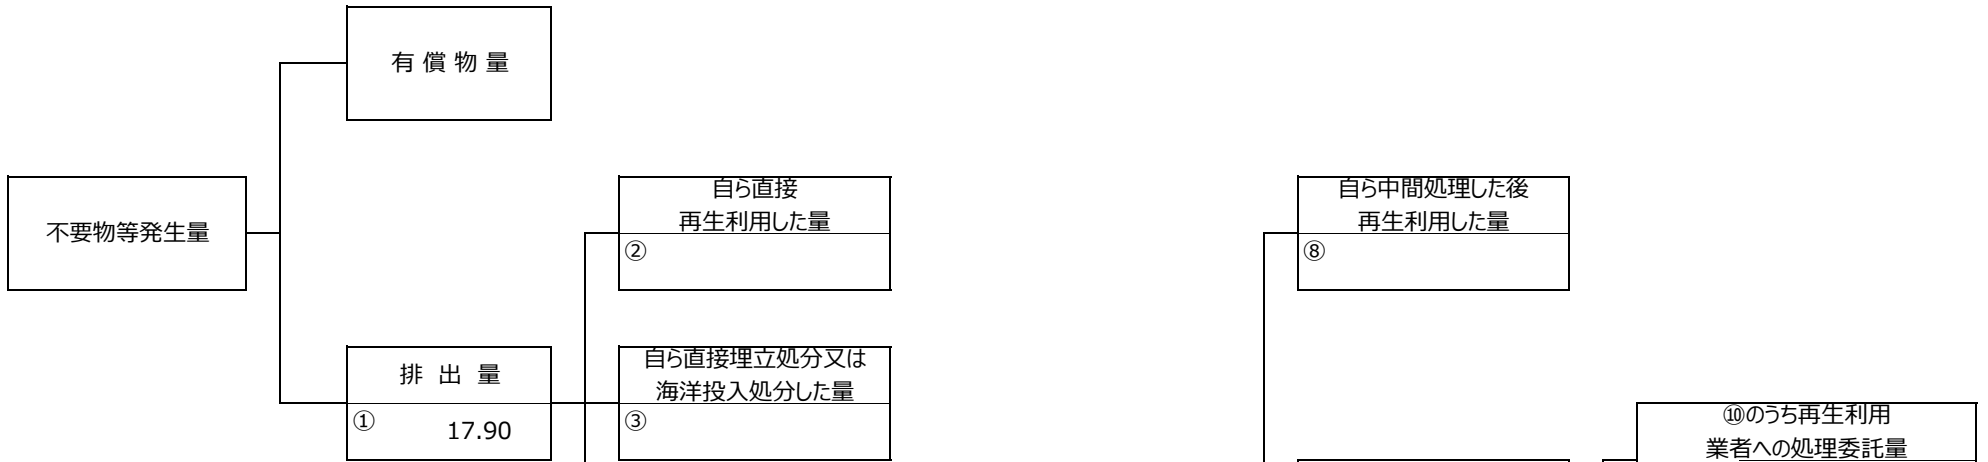 有 償 物 量
不要物等発生量
自ら直接
再生利用した量
②
自ら中間処理した後
再生利用した量
⑧
排 出 量
① 17.90
自ら直接埋立処分又は
海洋投入処分した量
③
⑩のうち再生利用
業者への処理委託量